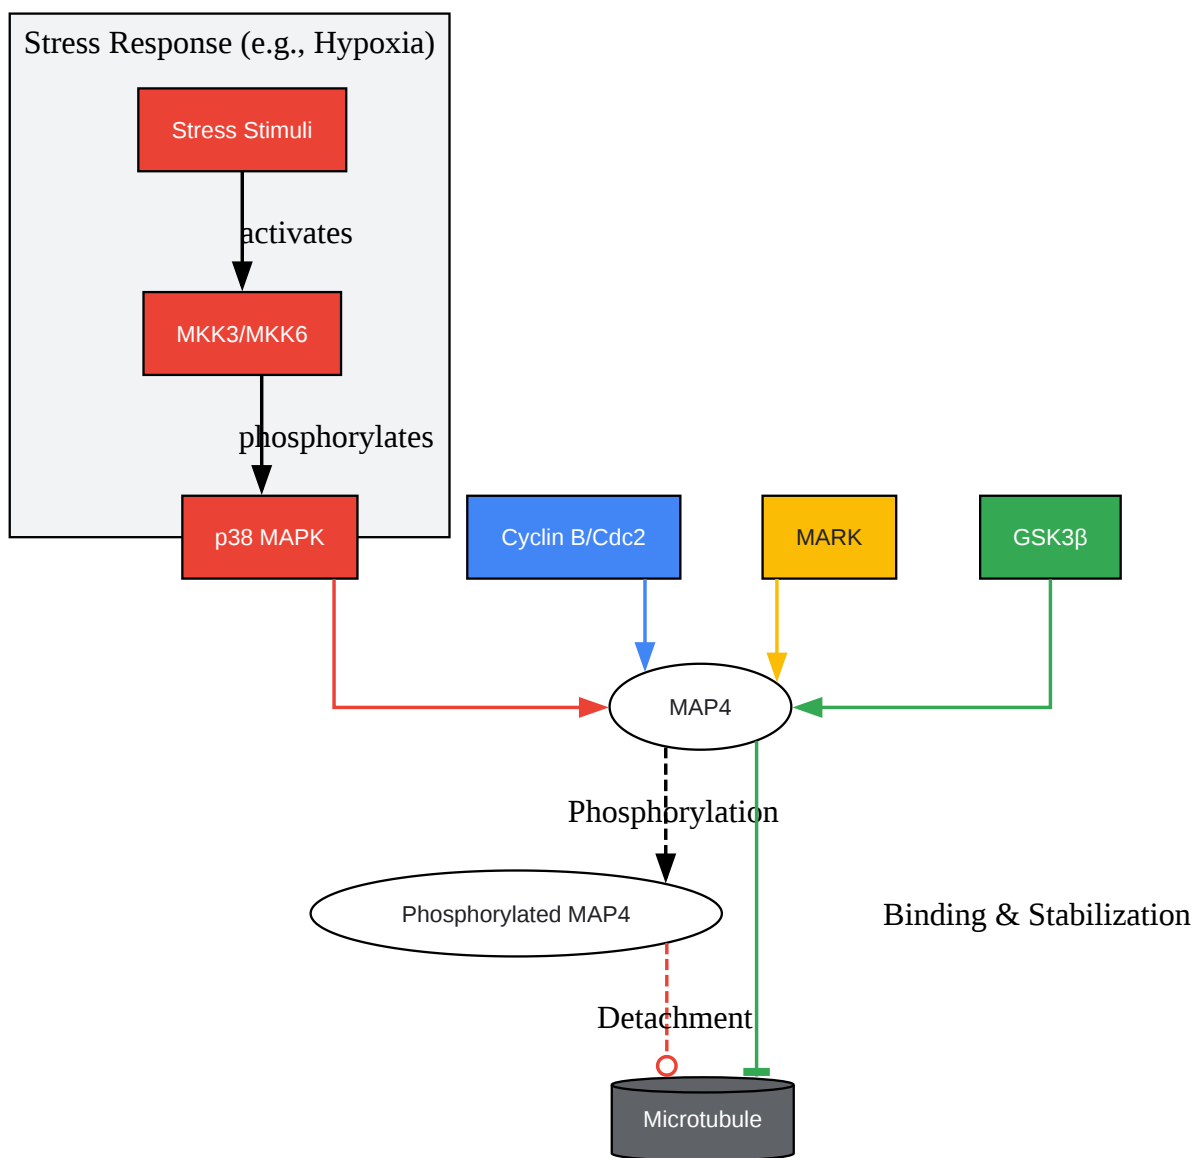 Stress Response (e.g., Hypoxia)
Stress Stimuli
activates
MKK3/MKK6
phosphorylates
p38 MAPK
Cyclin B/Cdc2
MARK
GSK3β
MAP4
Phosphorylation
Phosphorylated MAP4
Binding & Stabilization
Detachment
Microtubule